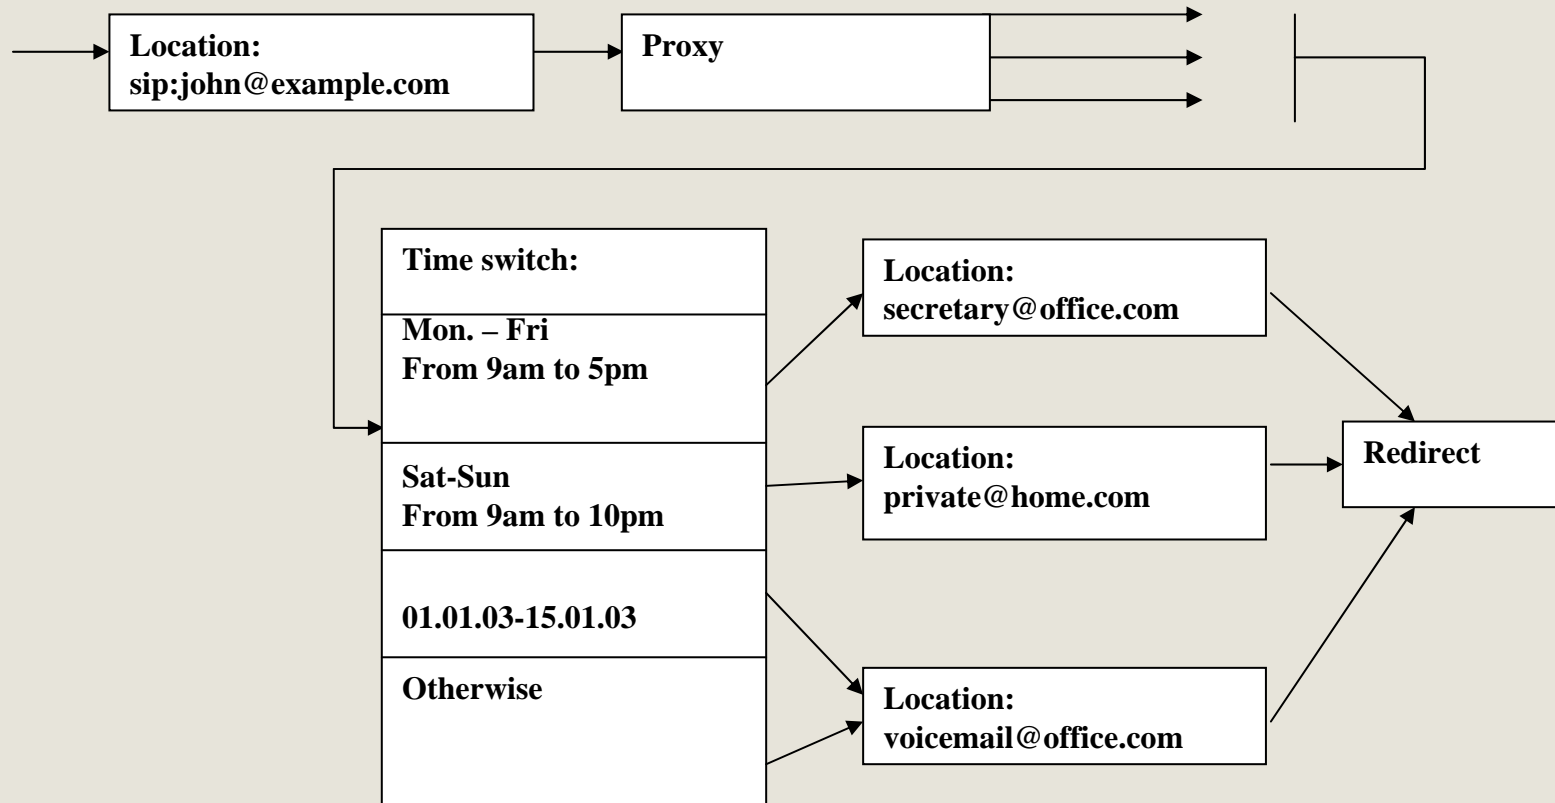 Location:
sip:john@example.com
Proxy
Time switch:
Mon. – Fri
From 9am to 5pm
Sat-Sun
From 9am to 10pm
01.01.03-15.01.03
Otherwise
Location:
secretary@office.com
Location:
private@home.com
Location:
voicemail@office.com
Redirect